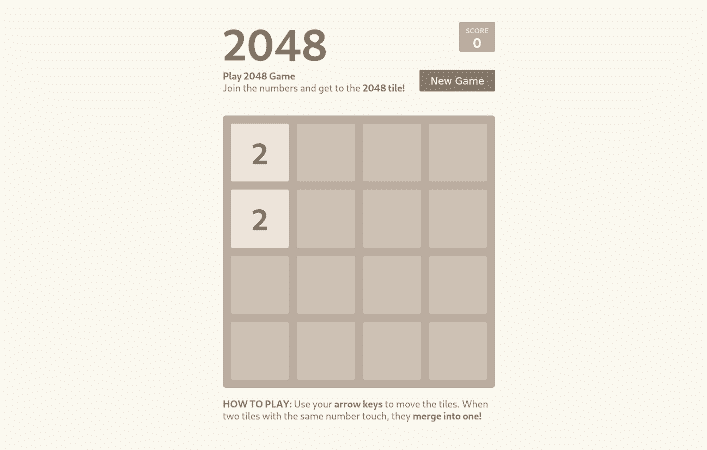 2048
SCORE
0
Play 2048 Game
Join the numbers and get to the 2048 tile!
New Game
2
2
HOW TO PLAY: Use your arrow keys to move the tiles. When
two tiles with the same number touch, they merge into one!